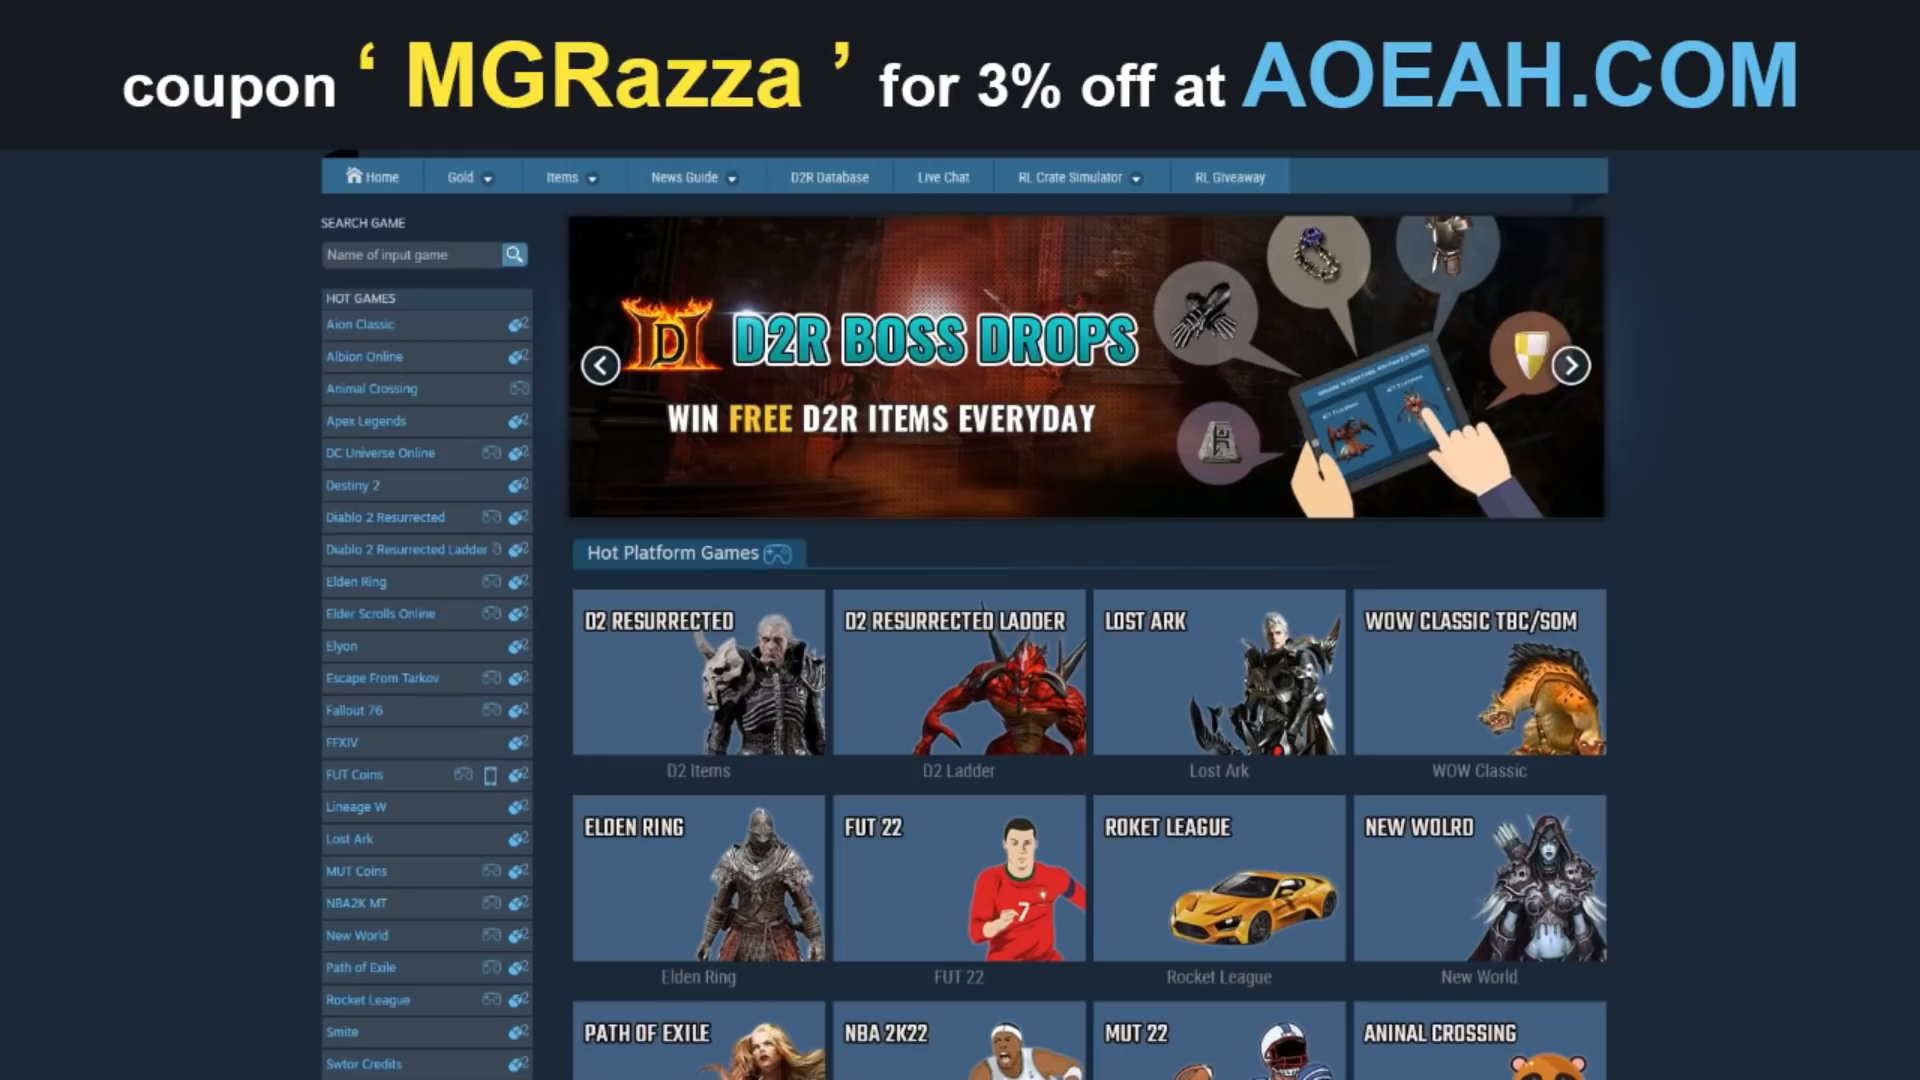 coupon ‘ MGRazza ’ for 3% off at AOEAH.COM
Home Gold Items News Guide D2R Database Live Chat RL Crate Simulator RL Giveaway
SEARCH GAME
Name of input game
HOT GAMES
Aion Classic
Albion Online
Animal Crossing
Apex Legends
DC Universe Online
Destiny 2
Diablo 2 Resurrected
Diablo 2 Resurrected Ladder
Elden Ring
Elder Scrolls Online
Elyon
Escape From Tarkov
Fallout 76
FFXIV
FUT Coins
Lineage W
Lost Ark
MUT Coins
NBA2K MT
New World
Path of Exile
Rocket League
Smite
Swtor Credits
D D2R BOSS DROPS
WIN FREE D2R ITEMS EVERYDAY
Hot Platform Games
D2 RESURRECTED D2 RESURRECTED LADDER LOST ARK WOW CLASSIC TBC/SOM
D2 Items D2 Ladder Lost Ark WOW Classic
ELDEN RING FUT 22 ROKET LEAGUE NEW WOLRD
7
Elden Ring FUT 22 Rocket League New World
PATH OF EXILE NBA 2K22 MUT 22 ANINAL CROSSING